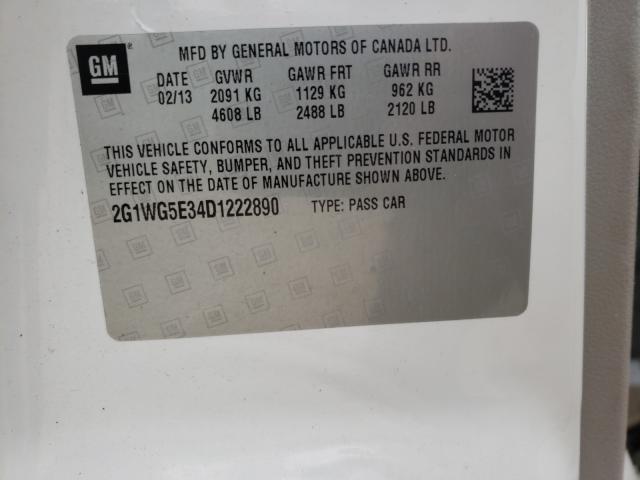 GM
MFD BY GENERAL MOTORS OF CANADA LTD.
DATE GVWR GAWR FRT GAWR RR
02/13 2091 KG 1129 KG 962 KG
4608 LB 2488 LB 2120 LB
THIS VEHICLE CONFORMS TO ALL APPLICABLE U.S. FEDERAL MOTOR
VEHICLE SAFETY, BUMPER, AND THEFT PREVENTION STANDARDS IN
EFFECT ON THE DATE OF MANUFACTURE SHOWN ABOVE.
2G1WG5E34D1222890 TYPE: PASS CAR